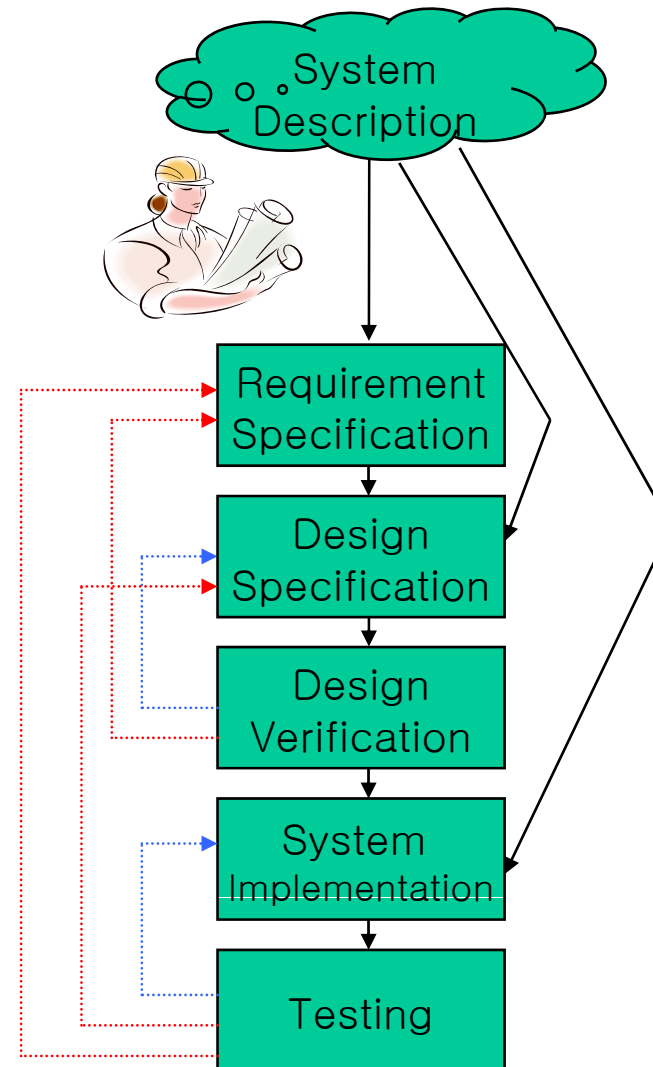 System
Description
Requirement
Specification
Design
Specification
Design
Verification
System
Implementation
Testing